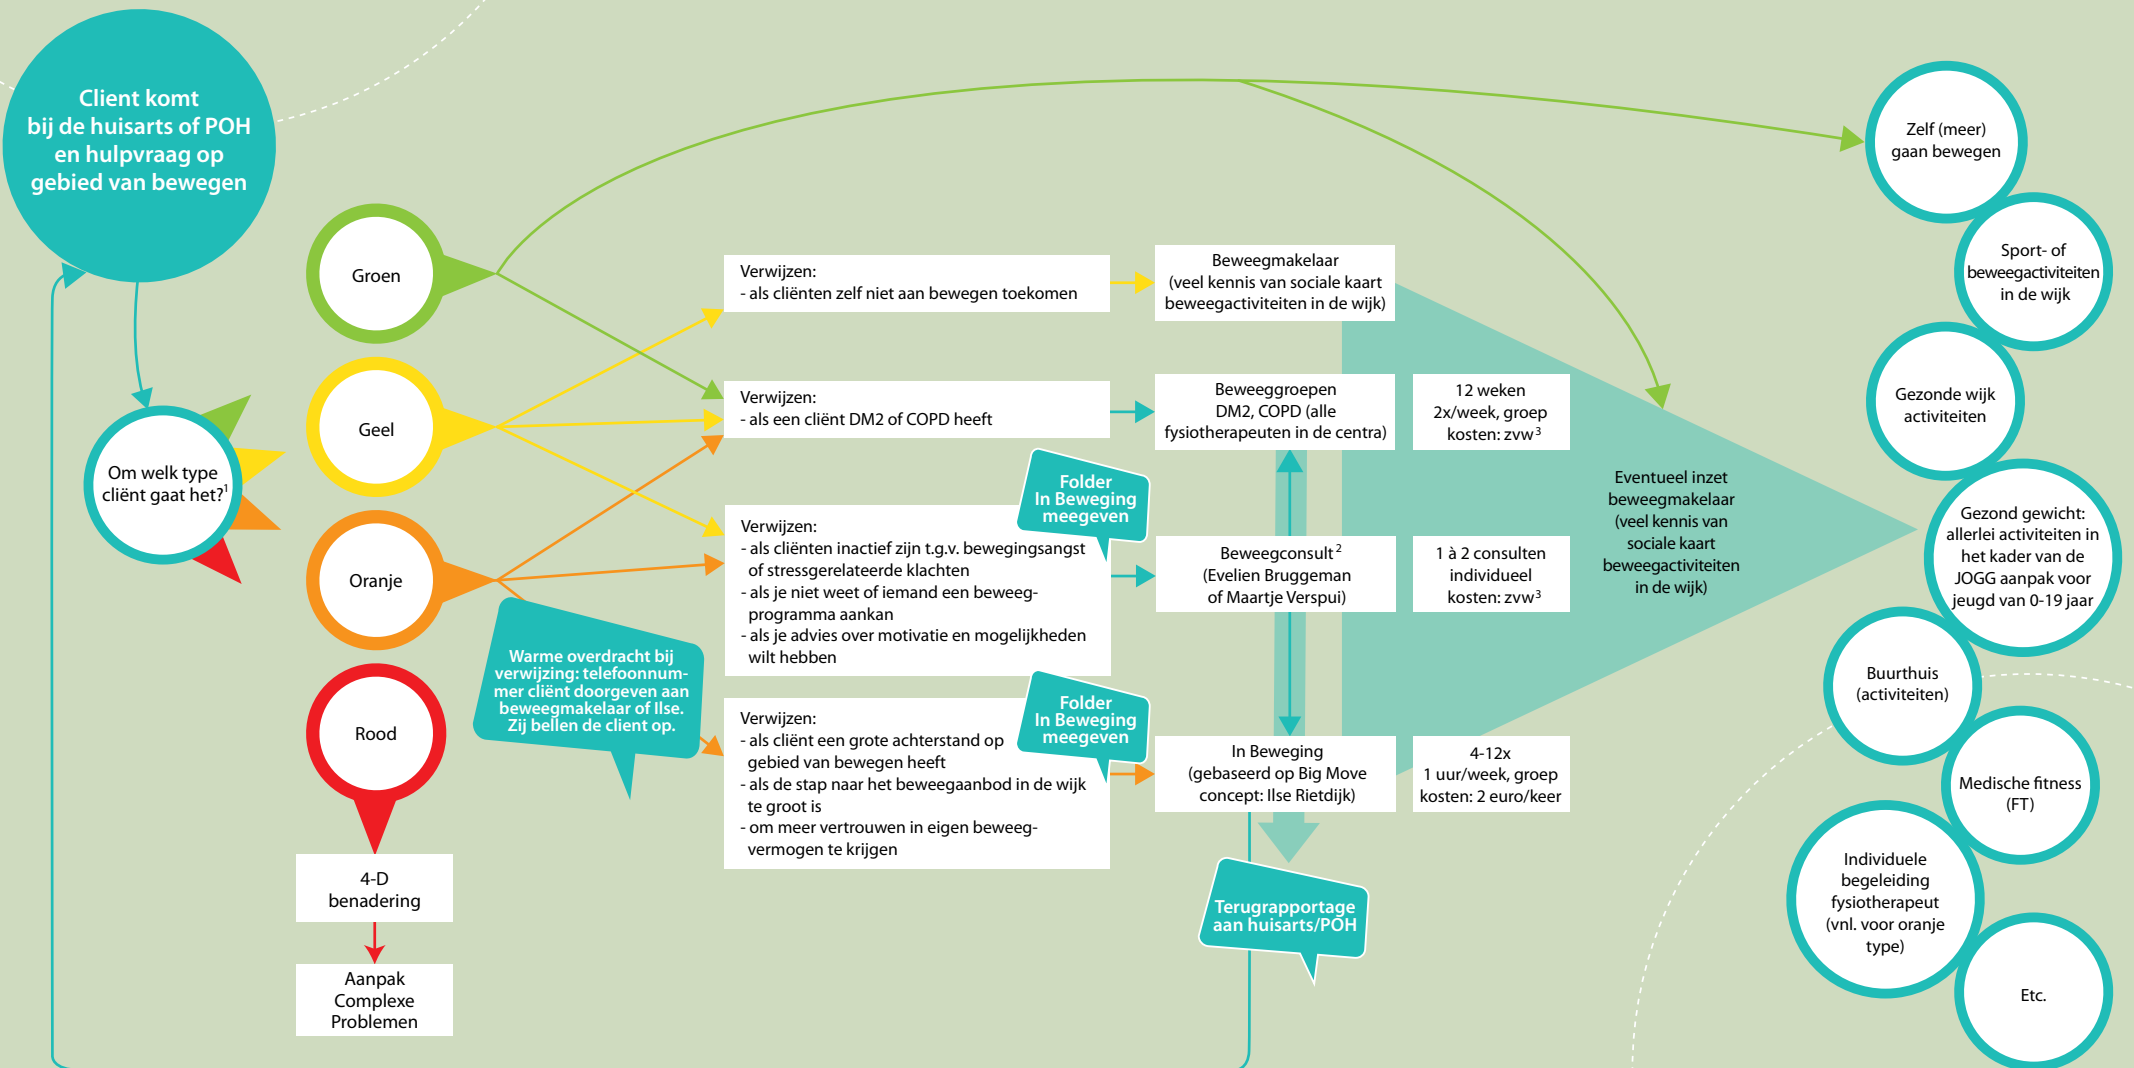 Client komt
bij de huisarts of POH
en hulpvraag op
gebied van bewegen
Om welk type
cliënt gaat het?1
Groen
Geel
Oranje
Rood
4-D
benadering
Aanpak
Complexe
Problemen
Warme overdracht bij
verwijzing: telefoonnum-
mer cliënt doorgeven aan
beweegmakelaar of Ilse.
Zij bellen de client op.
Verwijzen:
- als cliënten zelf niet aan bewegen toekomen
Verwijzen:
- als een cliënt DM2 of COPD heeft
Verwijzen:
- als cliënten inactief zijn t.g.v. bewegingsangst
of stressgerelateerde klachten
- als je niet weet of iemand een beweeg-
programma aankan
- als je advies over motivatie en mogelijkheden
wilt hebben
Folder
In Beweging
meegeven
Verwijzen:
- als cliënt een grote achterstand op
gebied van bewegen heeft
- als de stap naar het beweegaanbod in de wijk
te groot is
- om meer vertrouwen in eigen beweeg-
vermogen te krijgen
Folder
In Beweging
meegeven
Beweegmakelaar
(veel kennis van sociale kaart
beweegactiviteiten in de wijk)
Beweeggroepen
DM2, COPD (alle
fysiotherapeuten in de centra)
12 weken
2x/week, groep
kosten: zvw3
Beweegconsult2
(Evelien Bruggeman
of Maartje Verspui)
1 à 2 consulten
individueel
kosten: zvw3
In Beweging
(gebaseerd op Big Move
concept: Ilse Rietdijk)
4-12x
1 uur/week, groep
kosten: 2 euro/keer
Terugrapportage
aan huisarts/POH
Eventueel inzet
beweegmakelaar
(veel kennis van
sociale kaart
beweegactiviteiten
in de wijk)
Zelf (meer)
gaan bewegen
Sport- of
beweegactiviteiten
in de wijk
Gezonde wijk
activiteiten
Gezond gewicht:
allerlei activiteiten in
het kader van de
JOGG aanpak voor
jeugd van 0-19 jaar
Buurthuis
(activiteiten)
Medische fitness
(FT)
Individuele
begeleiding
fysiotherapeut
(vnl. voor oranje
type)
Etc.